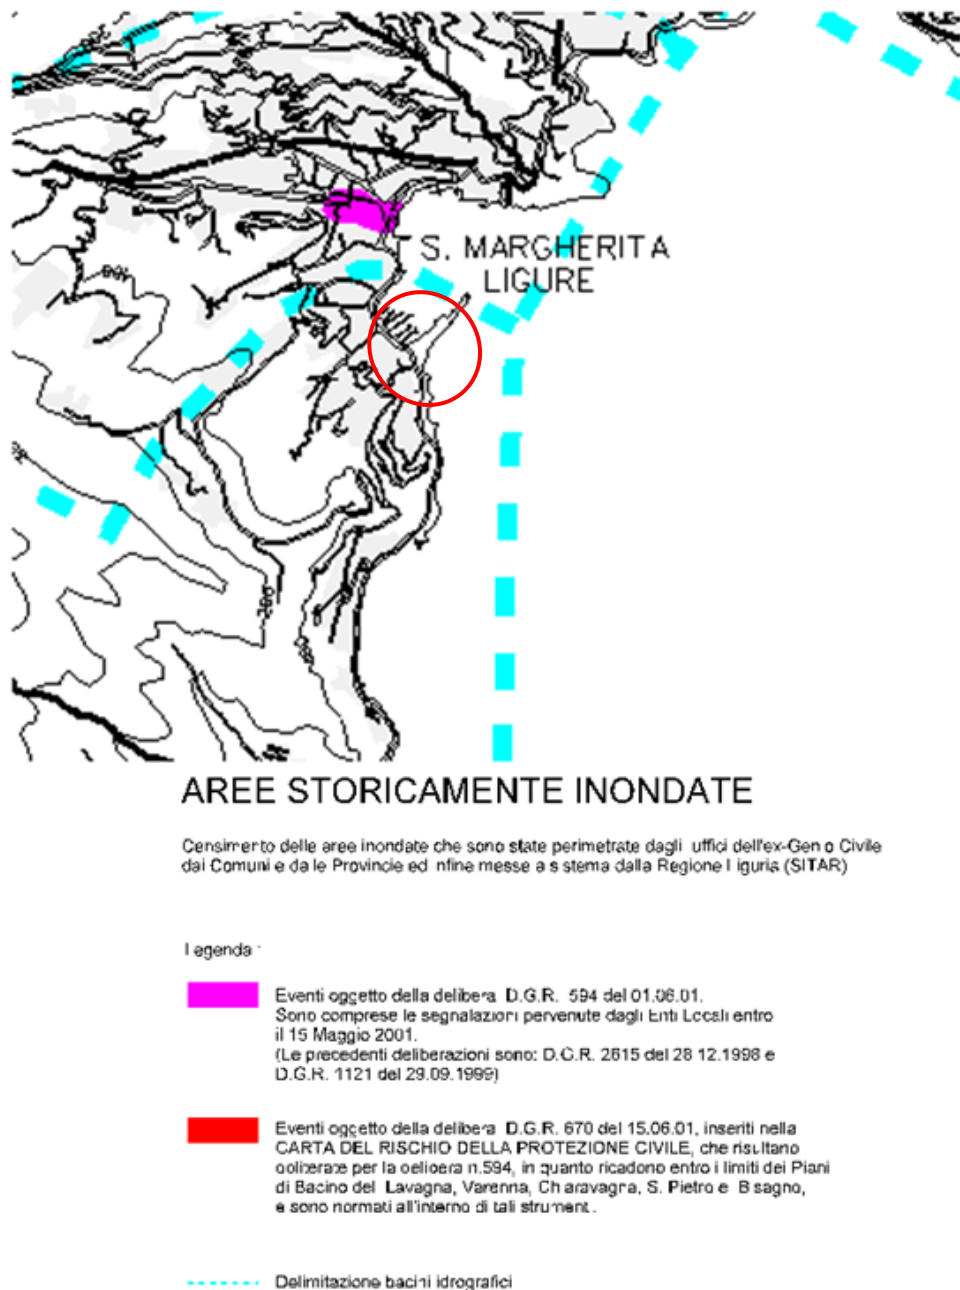 S. MARGHERITA
LIGURE
200
AREE STORICAMENTE INONDATE
Censimento delle aree inondate che sono state perimetrate dagli uffici dell'ex-Genio Civile
dai Comuni e da le Provincie ed infine messe a sistema dalla Regione Liguria (SITAR)
Legenda :
Eventi oggetto della delibera D.G.R. 594 del 01.06.01.
Sono comprese le segnalazioni pervenute dagli Enti Locali entro
il 15 Maggio 2001.
(Le precedenti deliberazioni sono: D.G.R. 2615 del 28 12.1998 e
D.G.R. 1121 del 29.09.1999)
Eventi oggetto della delibera D.G.R. 670 del 15.06.01, inseriti nella
CARTA DEL RISCHIO DELLA PROTEZIONE CIVILE, che risultano
per la delibera n.594, in quanto ricadono entro i limiti dei Piani
di Bacino del Lavagna, Varenna, Chiaravagna, S. Pietro e Bisagno,
e sono normati all'interno di tali strumenti.
Delimitazione bacini idrografici